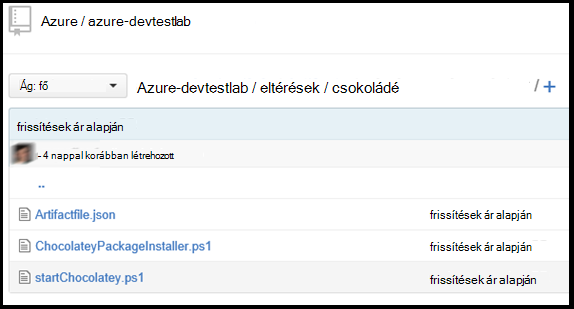 Azure / azure-devtestlab
Ág: fő
Azure-devtestlab / eltérések / csokoládé
/ +
frissítések ár alapján
- 4 nappal korábban létrehozott
..
Artifactfile.json frissítések ár alapján
ChocolateyPackageInstaller.ps1 frissítések ár alapján
startChocolatey.ps1 frissítések ár alapján